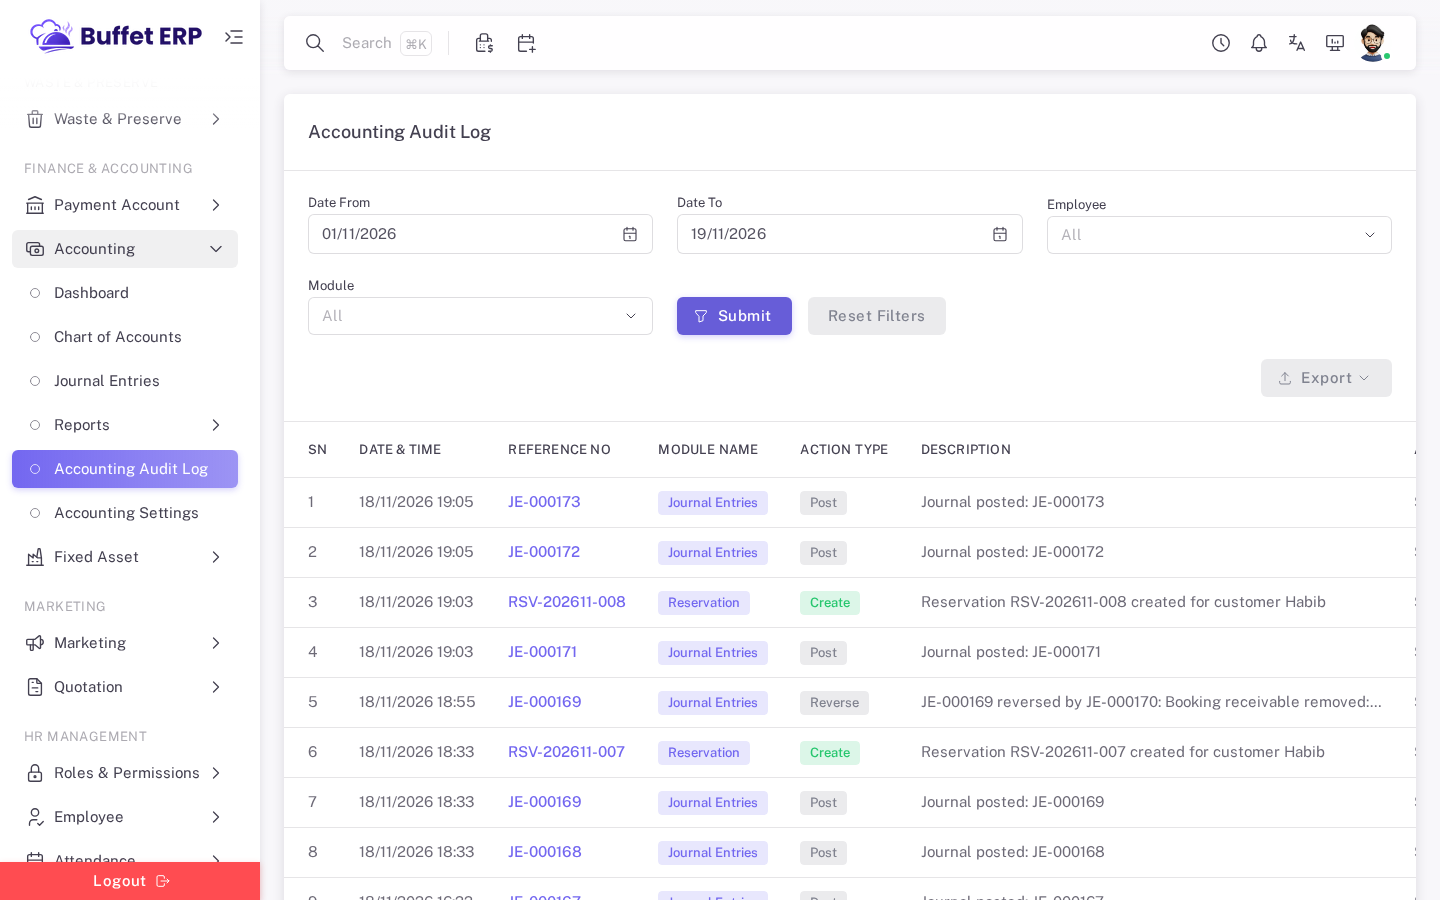 Buffet ERP
Search ⌘K
Waste & Preserve
FINANCE & ACCOUNTING
Payment Account
Accounting
Dashboard
Chart of Accounts
Journal Entries
Reports
Accounting Audit Log
Accounting Settings
Fixed Asset
MARKETING
Marketing
Quotation
HR MANAGEMENT
Roles & Permissions
Employee
Attendance
Logout
Accounting Audit Log
Date From
Date To
Employee
01/11/2026
19/11/2026
All
Module
All
Submit
Reset Filters
Export
SN DATE & TIME REFERENCE NO MODULE NAME ACTION TYPE DESCRIPTION
1 18/11/2026 19:05 JE-000173 Journal Entries Post Journal posted: JE-000173
2 18/11/2026 19:05 JE-000172 Journal Entries Post Journal posted: JE-000172
3 18/11/2026 19:03 RSV-202611-008 Reservation Create Reservation RSV-202611-008 created for customer Habib
4 18/11/2026 19:03 JE-000171 Journal Entries Post Journal posted: JE-000171
5 18/11/2026 18:55 JE-000169 Journal Entries Reverse JE-000169 reversed by JE-000170: Booking receivable removed:...
6 18/11/2026 18:33 RSV-202611-007 Reservation Create Reservation RSV-202611-007 created for customer Habib
7 18/11/2026 18:33 JE-000169 Journal Entries Post Journal posted: JE-000169
8 18/11/2026 18:33 JE-000168 Journal Entries Post Journal posted: JE-000168